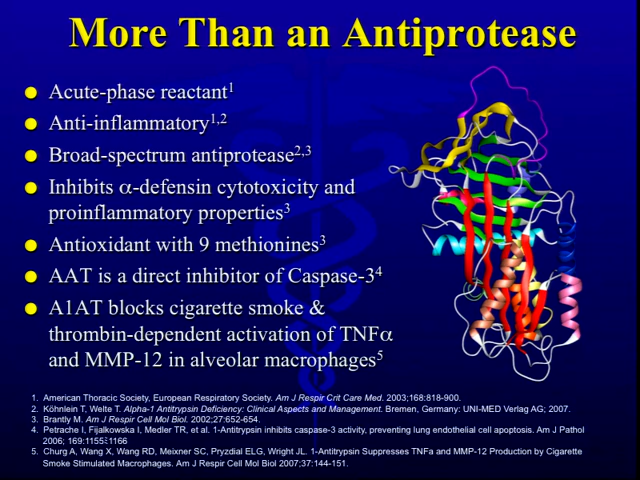 More Than an Antiprotease
Acute-phase reactant1
Anti-inflammatory1,2
Broad-spectrum antiprotease2,3
Inhibits α-defensin cytotoxicity and
proinflammatory properties3
Antioxidant with 9 methionines3
AAT is a direct inhibitor of Caspase-34
A1AT blocks cigarette smoke &
thrombin-dependent activation of TNFα
and MMP-12 in alveolar macrophages5
1. American Thoracic Society, European Respiratory Society. Am J Respir Crit Care Med. 2003;168:818-900.
2. Köhnlein T, Welte T. Alpha-1 Antitrypsin Deficiency: Clinical Aspects and Management. Bremen, Germany: UNI-MED Verlag AG; 2007.
3. Brantly M. Am J Respir Cell Mol Biol. 2002;27:652-654.
4. Petrache I, Fijalkowska I, Medler TR, et al. 1-Antitrypsin inhibits caspase-3 activity, preventing lung endothelial cell apoptosis. Am J Pathol
2006; 169:1155-1166
5. Churg A, Wang X, Wang RD, Meixner SC, Pryzdial ELG, Wright JL. 1-Antitrypsin Suppresses TNFa and MMP-12 Production by Cigarette
Smoke Stimulated Macrophages. Am J Respir Cell Mol Biol 2007;37:144-151.